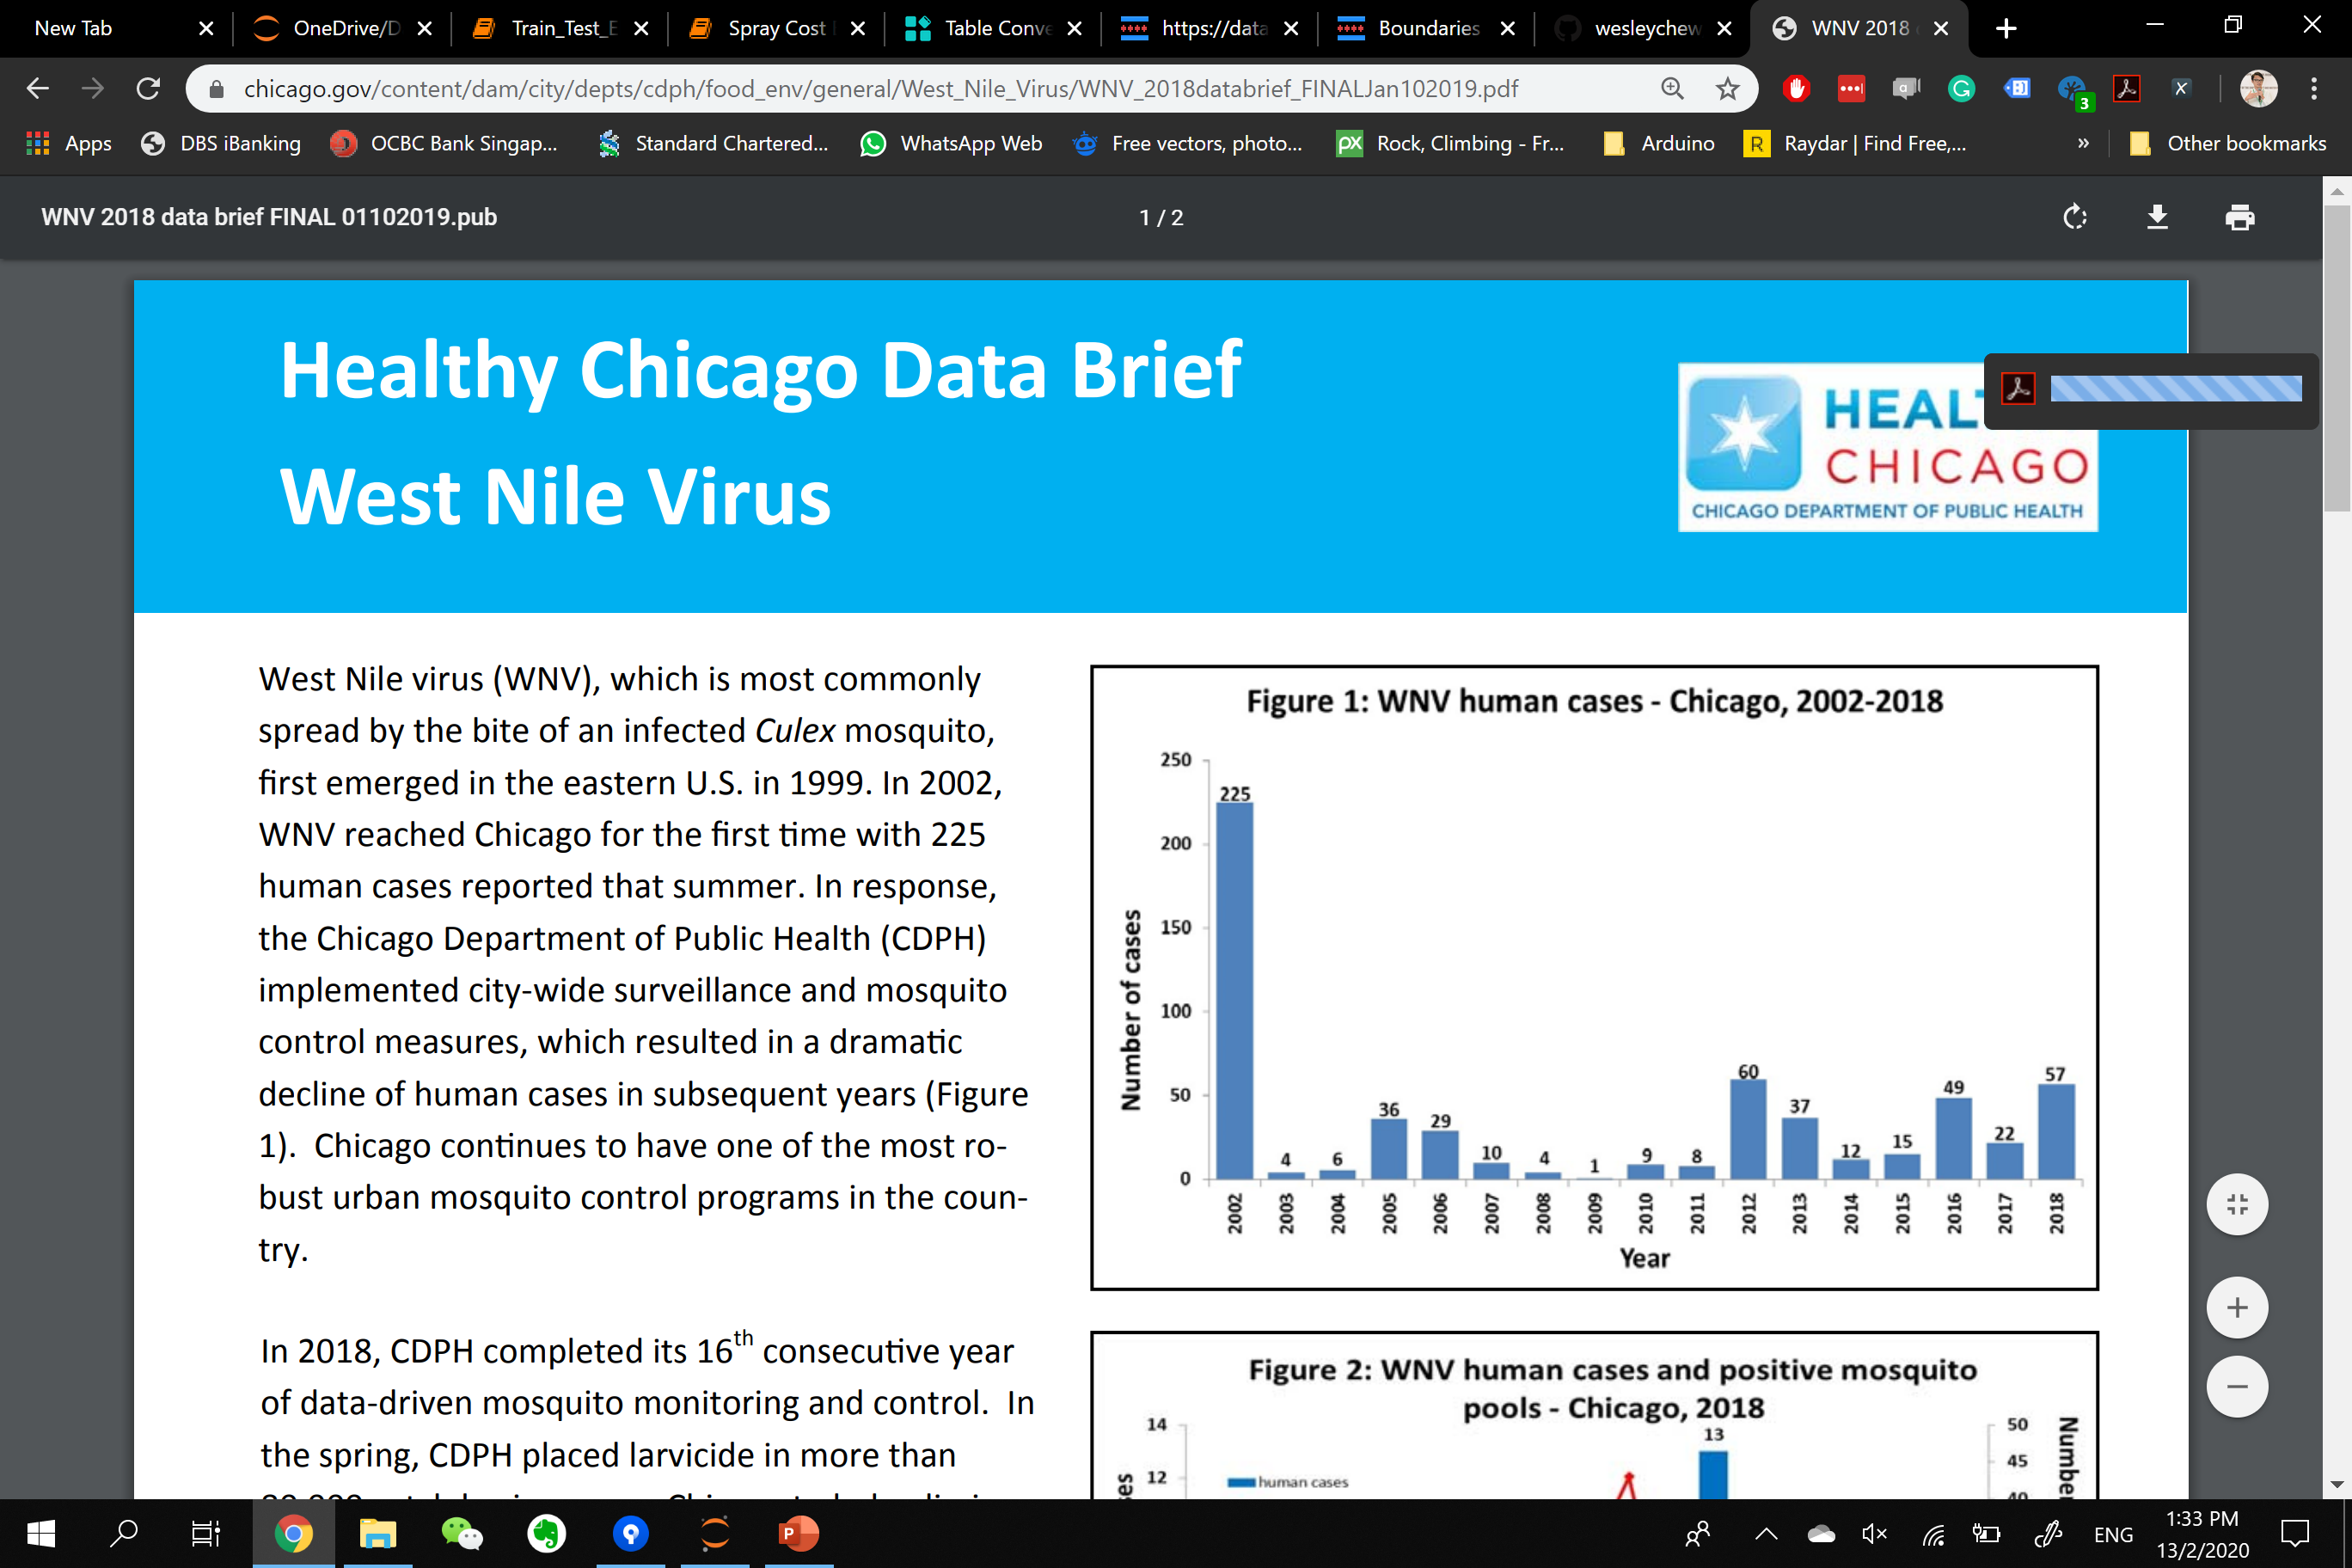 New Tab
OneDrive/D
Train_Test_E
Spray Cost
Table Conve
https://data
Boundaries
wesleychew
WNV 2018
chicago.gov/content/dam/city/depts/cdph/food_env/general/West_Nile_Virus/WNV_2018databrief_FINALJan102019.pdf
3
Apps
DBS iBanking
OCBC Bank Singap...
Standard Chartered...
WhatsApp Web
Free vectors, photo...
px
Rock, Climbing - Fr...
Arduino
R
Raydar | Find Free,...
»
Other bookmarks
WNV 2018 data brief FINAL 01102019.pub
1 / 2
Healthy Chicago Data Brief
West Nile Virus
HEAL
CHICAGO
CHICAGO DEPARTMENT OF PUBLIC HEALTH
West Nile virus (WNV), which is most commonly
spread by the bite of an infected Culex mosquito,
first emerged in the eastern U.S. in 1999. In 2002,
WNV reached Chicago for the first time with 225
human cases reported that summer. In response,
the Chicago Department of Public Health (CDPH)
implemented city-wide surveillance and mosquito
control measures, which resulted in a dramatic
decline of human cases in subsequent years (Figure
1).  Chicago continues to have one of the most ro-
bust urban mosquito control programs in the coun-
try.
In 2018, CDPH completed its 16th consecutive year
of data-driven mosquito monitoring and control.  In
the spring, CDPH placed larvicide in more than
Figure 1: WNV human cases - Chicago, 2002-2018
Number of cases
250
200
150
100
50
0
225
4
6
36
29
10
4
1
9
8
60
37
12
15
49
22
57
2002
2003
2004
2005
2006
2007
2008
2009
2010
2011
2012
2013
2014
2015
2016
2017
2018
Year
Figure 2: WNV human cases and positive mosquito
pools - Chicago, 2018
14
12
human cases
13
50
45
40
ENG
1:33 PM
13/2/2020